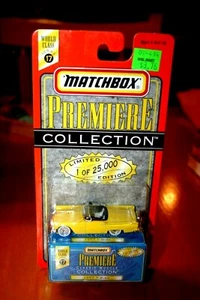 WORLD CLASS
17
MATCHBOX
PREMIERE
COLLECTION
LIMITED
1 OF 25,000
EDITION
MATCHBOX
PREMIERE
COLLECTION